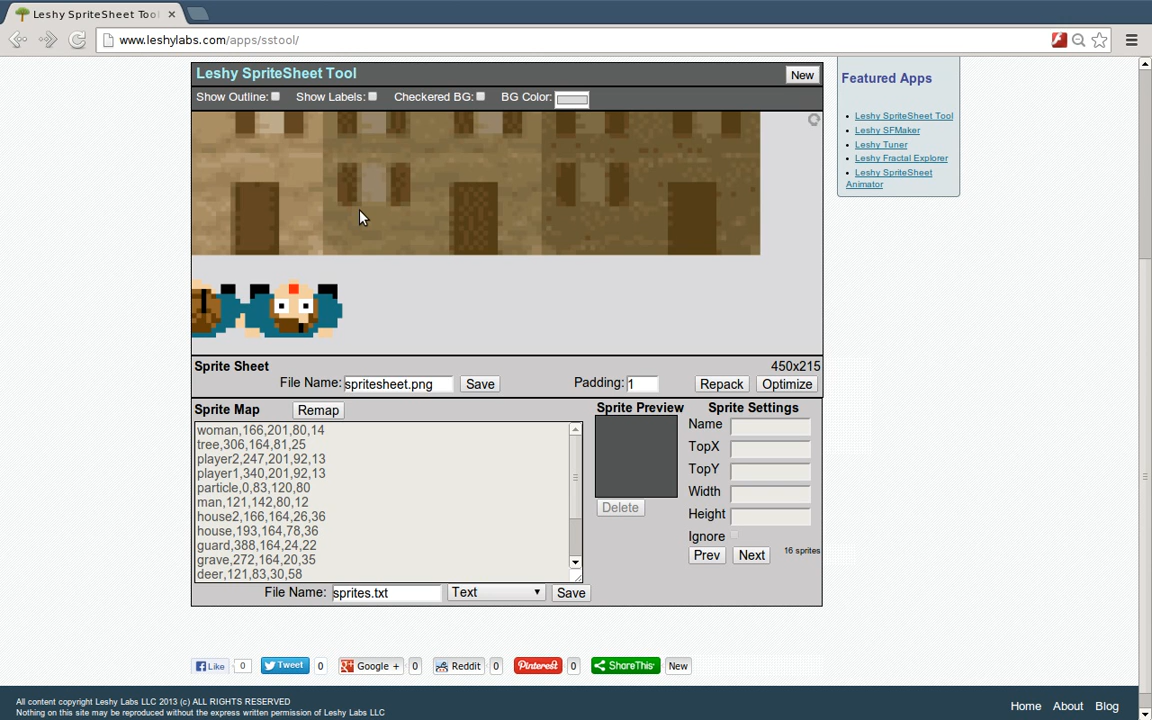 Leshy SpriteSheet Tool
www.leshylabs.com/apps/sstool/
Leshy SpriteSheet Tool
New
Show Outline: Show Labels: Checkered BG: BG Color:
Featured Apps
Leshy SpriteSheet Tool
Leshy SFMaker
Leshy Tuner
Leshy Fractal Explorer
Leshy SpriteSheet
Animator
Sprite Sheet 450x215
File Name: spritesheet.png Save Padding: 1 Repack Optimize
Sprite Map Remap
woman,166,201,80,14
tree,306,164,81,25
player2,247,201,92,13
player1,340,201,92,13
particle,0,83,120,80
man,121,142,80,12
house2,166,164,26,36
house,193,164,78,36
guard,388,164,24,22
grave,272,164,20,35
deer,121,83,30,58
File Name: sprites.txt Text Save
Sprite Preview
Delete
Sprite Settings
Name
TopX
TopY
Width
Height
Ignore
Prev Next 16 sprites
Like 0 Tweet 0 Google + 0 Reddit 0 Pinterest 0 ShareThis New
All content copyright Leshy Labs LLC 2013 (c) ALL RIGHTS RESERVED
Nothing on this site may be reproduced without the express written permission of Leshy Labs LLC
Home About Blog